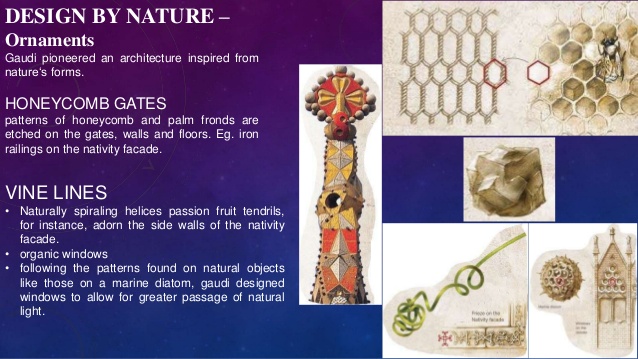 DESIGN BY NATURE –
Ornaments
Gaudi pioneered an architecture inspired from
nature's forms.
HONEYCOMB GATES
patterns of honeycomb and palm fronds are
etched on the gates, walls and floors. Eg. iron
railings on the nativity facade.
VINE LINES
• Naturally spiraling helices passion fruit tendrils,
for instance, adorn the side walls of the nativity
facade.
• organic windows
• following the patterns found on natural objects
like those on a marine diatom, gaudi designed
windows to allow for greater passage of natural
light.
Nativity facade